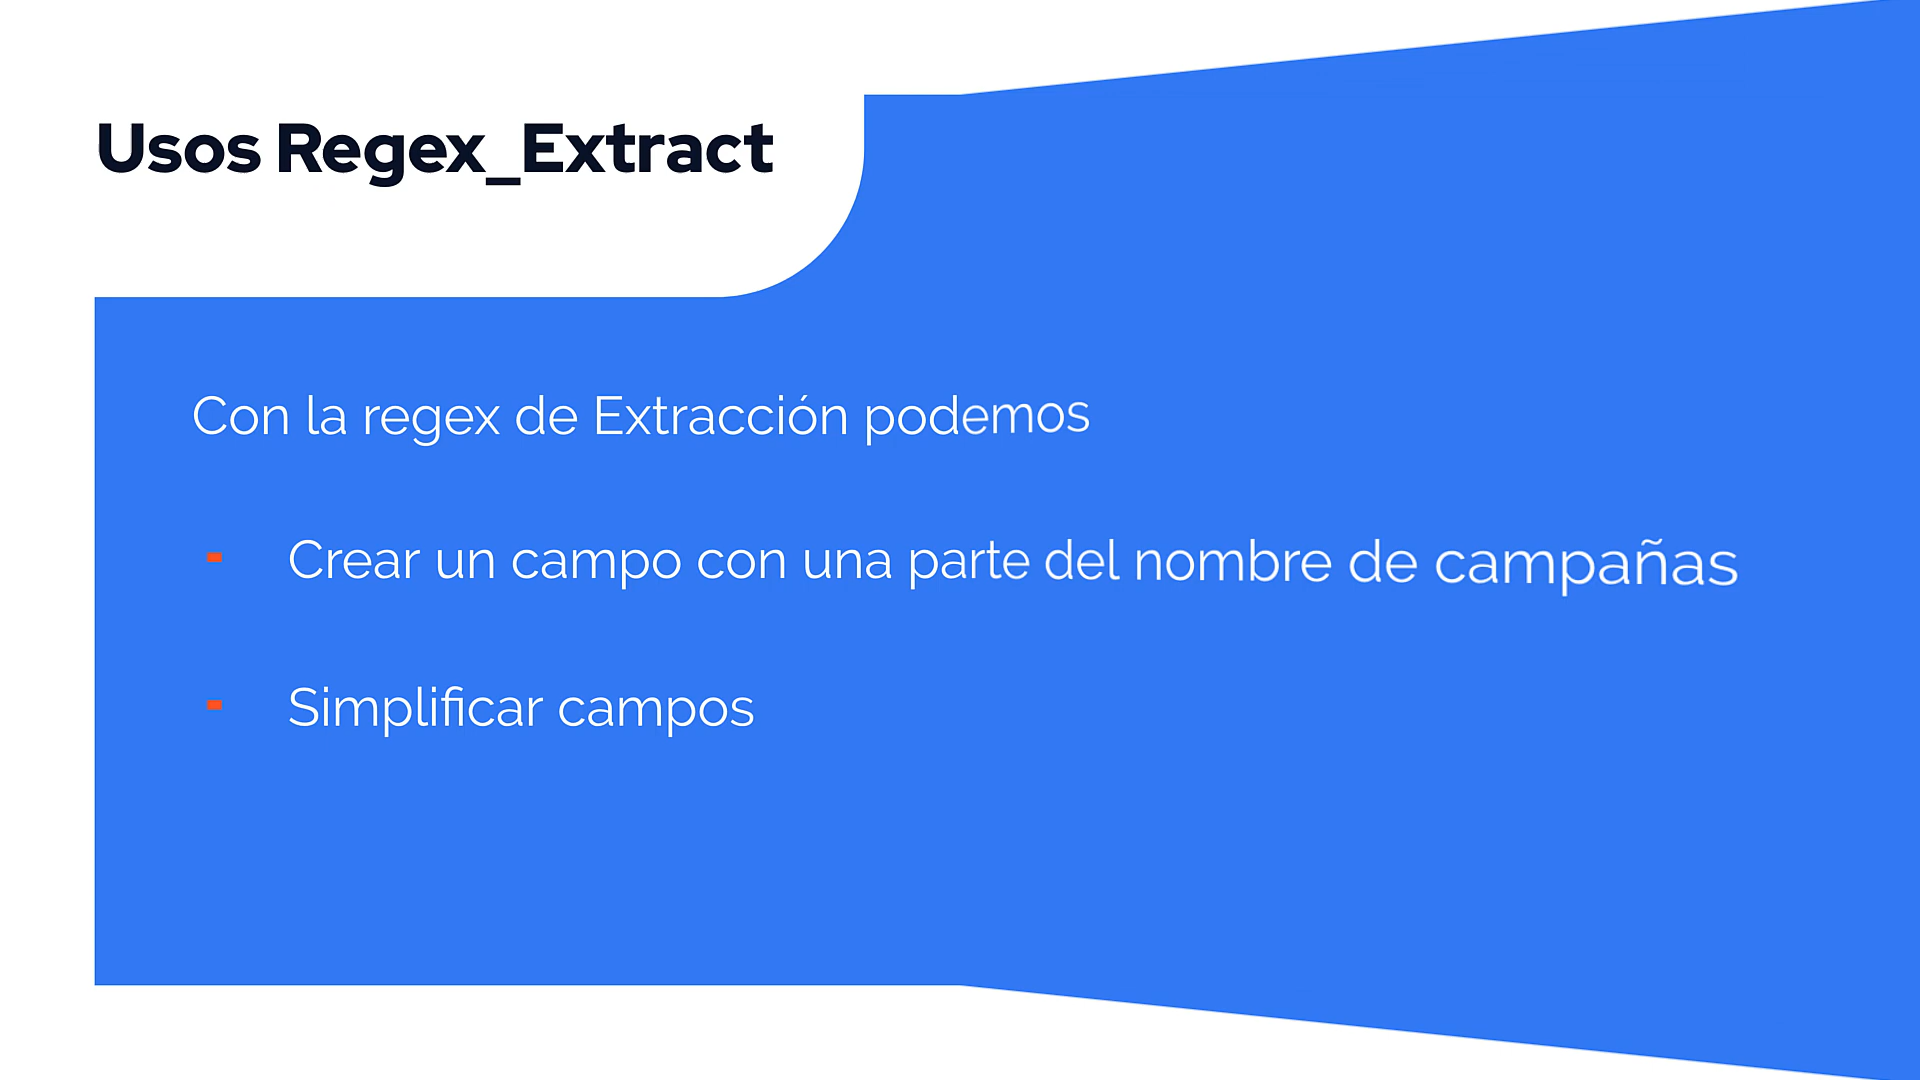 Usos Regex_Extract
Con la regex de Extracción podemos
Crear un campo con una parte del nombre de campañas
Simplificar campos